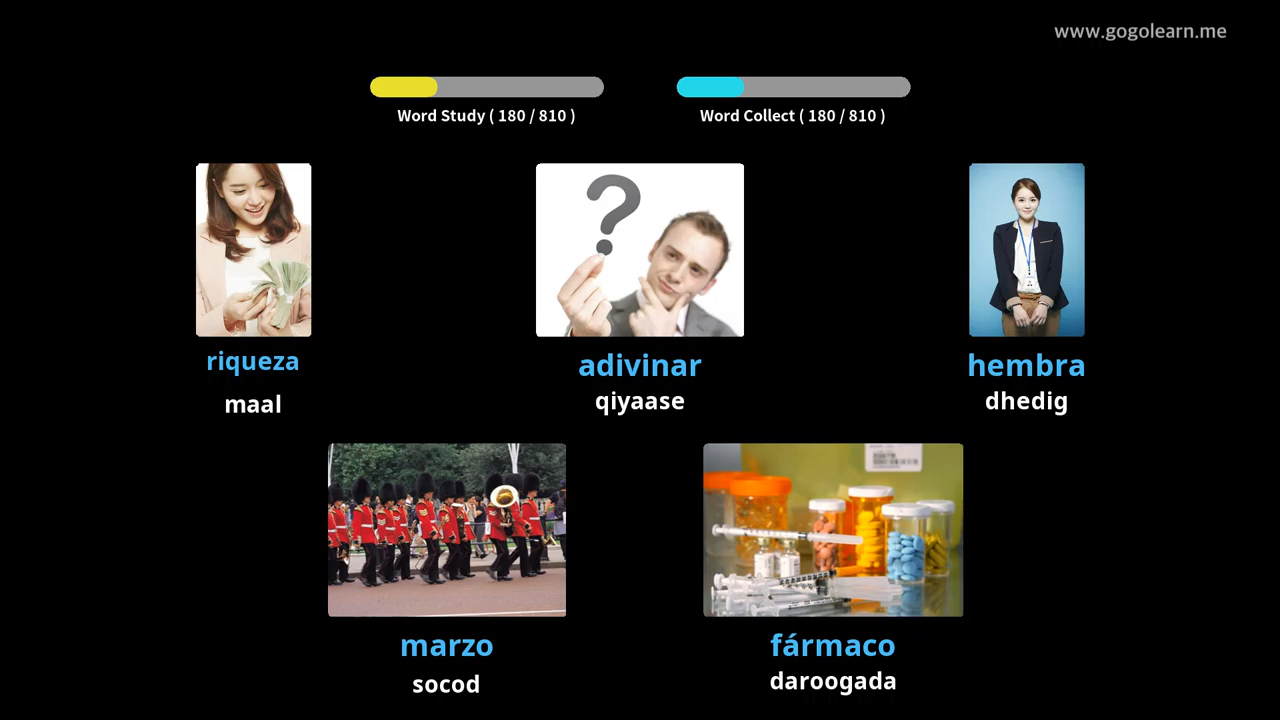 www.gogolearn.me
Word Study ( 180 / 810 )
Word Collect ( 180 / 810 )
riqueza
maal
adivinar
qiyaase
hembra
dhedig
marzo
socod
fármaco
daroogada